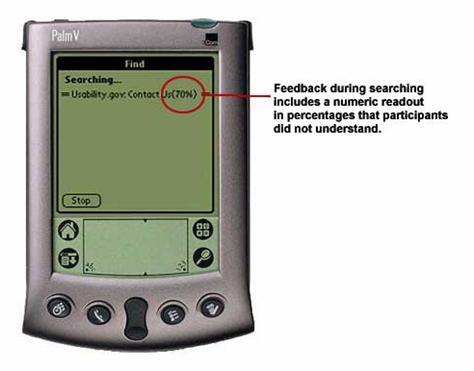 Palm V
3Com
Find
Searching...
= Usability.gov: Contact Us(70%) =
Stop
Feedback during searching
includes a numeric readout
in percentages that participants
did not understand.